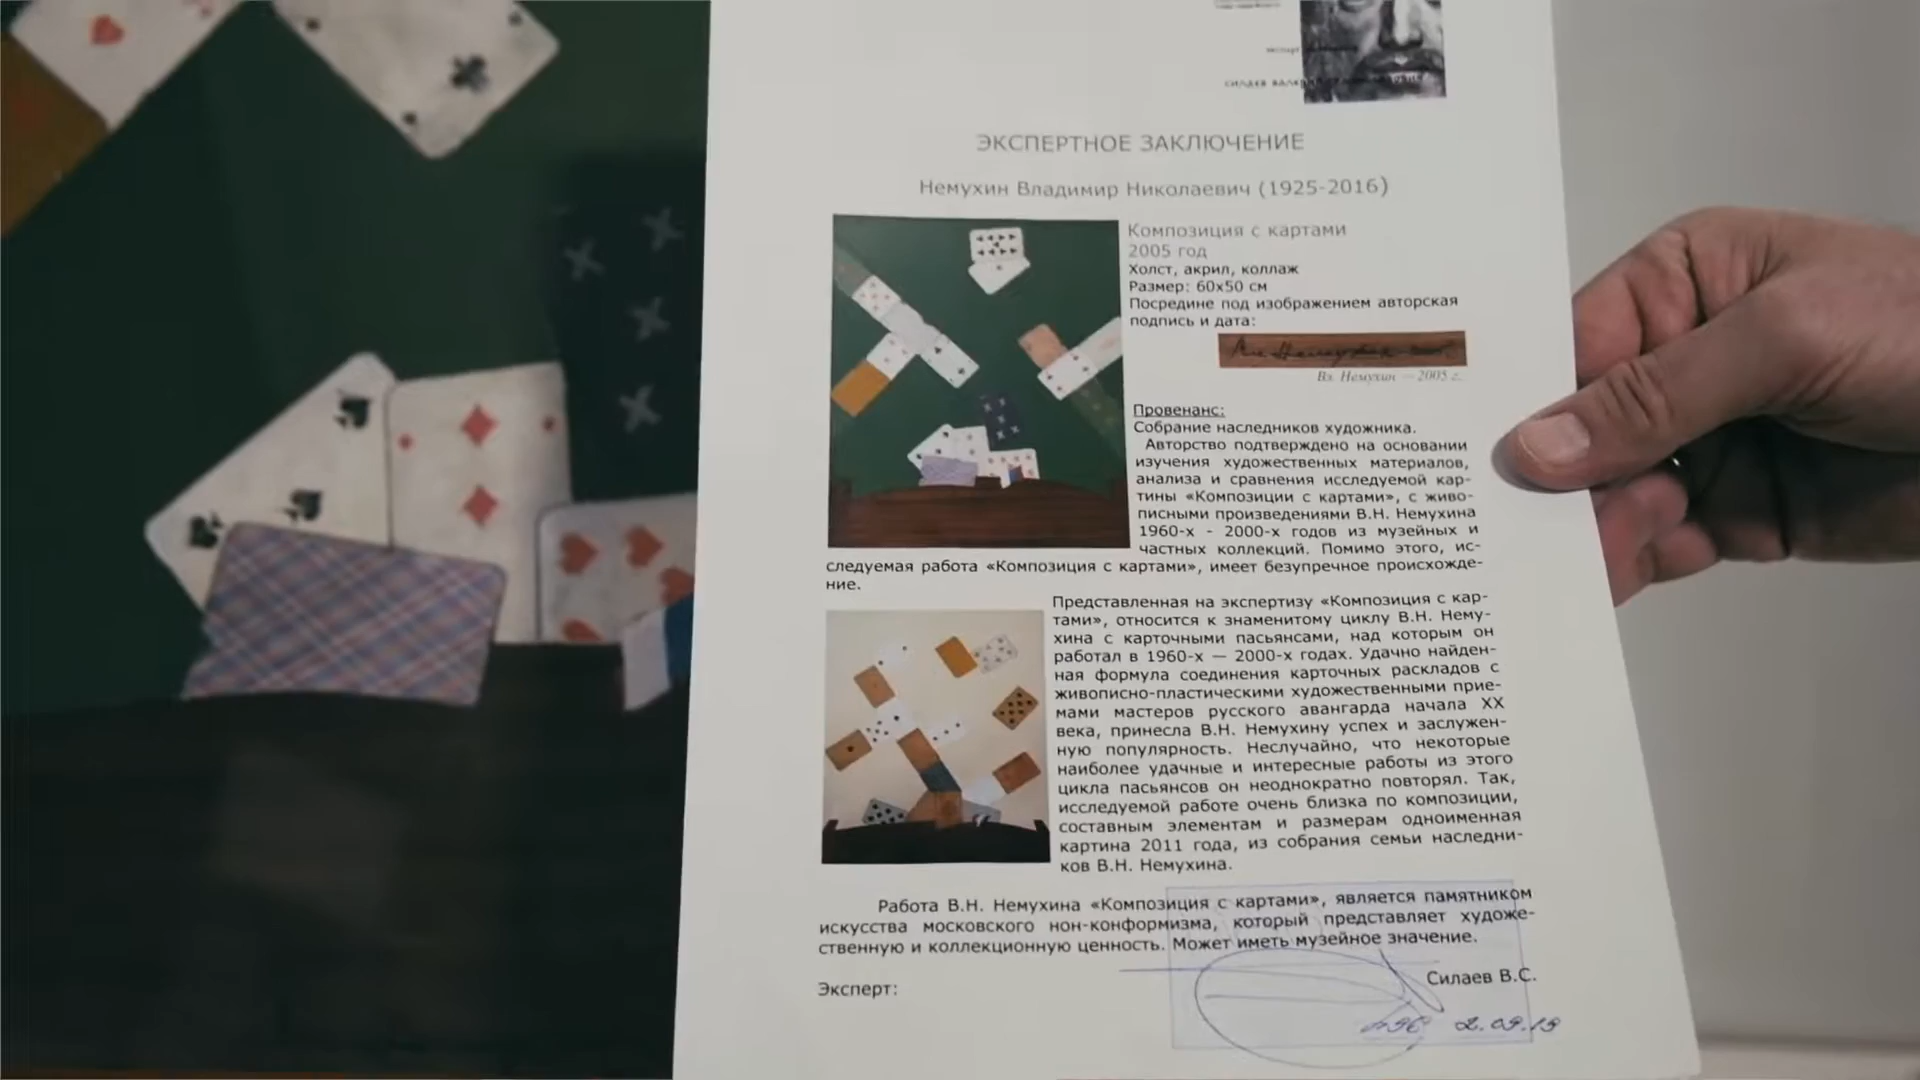 эксперт
силаев
ЭКСПЕРТНОЕ ЗАКЛЮЧЕНИЕ
Немухин Владимир Николаевич (1925-2016)
Композиция с картами
2005 год
Холст, акрил, коллаж
Размер: 60х50 см
Посредине под изображением авторская
подпись и дата:
Вл. Немухин — 2005 г.
Провенанс:
Собрание наследников художника.
Авторство подтверждено на основании
изучения художественных материалов,
анализа и сравнения исследуемой кар-
тины «Композиции с картами», с живо-
писными произведениями В.Н. Немухина
1960-х - 2000-х годов из музейных и
частных коллекций. Помимо этого, ис-
следуемая работа «Композиция с картами», имеет безупречное происхожде-
ние.
Представленная на экспертизу «Композиция с кар-
тами», относится к знаменитому циклу В.Н. Нему-
хина с карточными пасьянсами, над которым он
работал в 1960-х — 2000-х годах. Удачно найден-
ная формула соединения карточных раскладов с
живописно-пластическими художественными прие-
мами мастеров русского авангарда начала XX
века, принесла В.Н. Немухину успех и заслужен-
ную популярность. Неслучайно, что некоторые
наиболее удачные и интересные работы из этого
цикла пасьянсов он неоднократно повторял. Так,
исследуемой работе очень близка по композиции,
составным элементам и размерам одноименная
картина 2011 года, из собрания семьи наследни-
ков В.Н. Немухина.
Работа В.Н. Немухина «Композиция с картами», является памятником
искусства московского нон-конформизма, который представляет художе-
ственную и коллекционную ценность. Может иметь музейное значение.
Эксперт:
Силаев В.С.
2.09.19